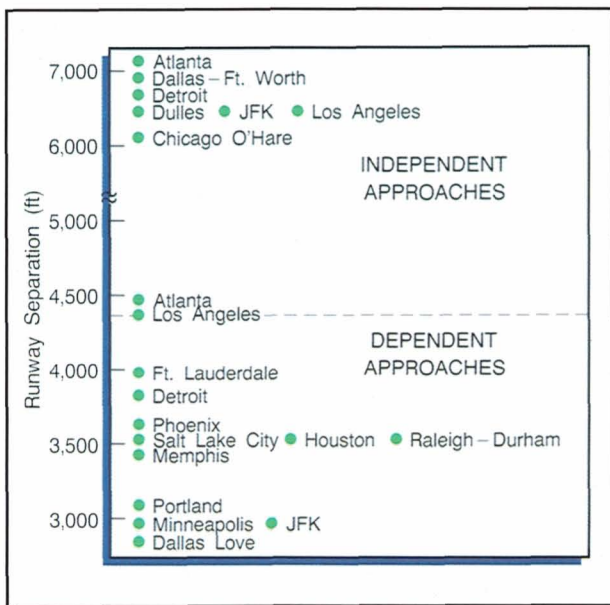 Runway Separation (ft)
7,000
6,000
5,000
4,500
4,000
3,500
3,000
Atlanta
Dallas – Ft. Worth
Detroit
Dulles JFK Los Angeles
Chicago O'Hare
INDEPENDENT
APPROACHES
Atlanta
Los Angeles
DEPENDENT
APPROACHES
Ft. Lauderdale
Detroit
Phoenix
Salt Lake City Houston Raleigh – Durham
Memphis
Portland
Minneapolis JFK
Dallas Love